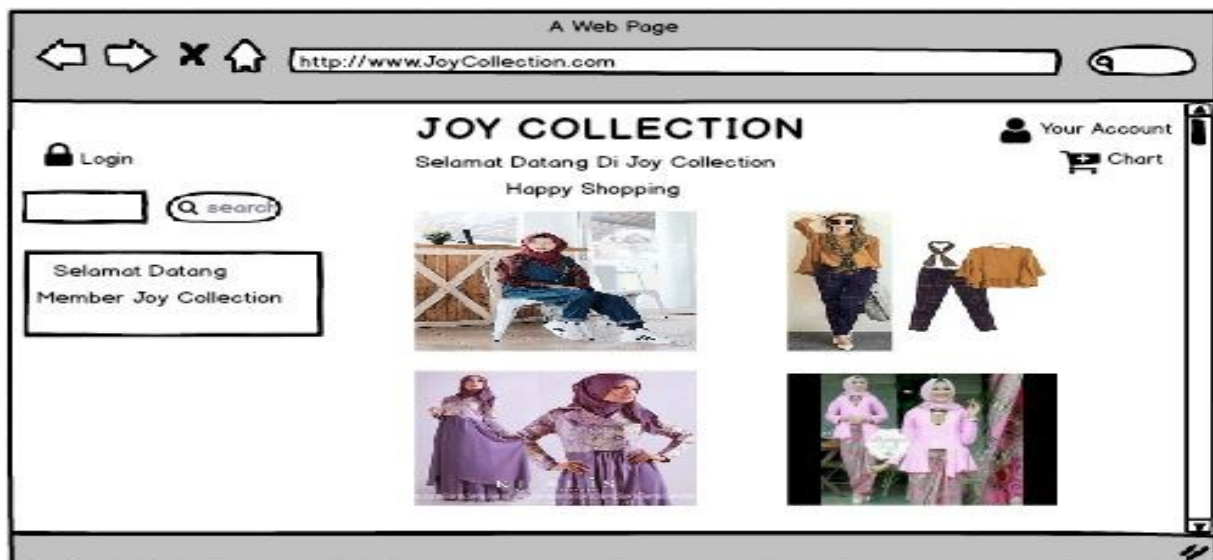 A Web Page
http://www.JoyCollection.com
JOY COLLECTION
Your Account
Login
Selamat Datang Di Joy Collection
Chart
Happy Shopping
search
Selamat Datang
Member Joy Collection